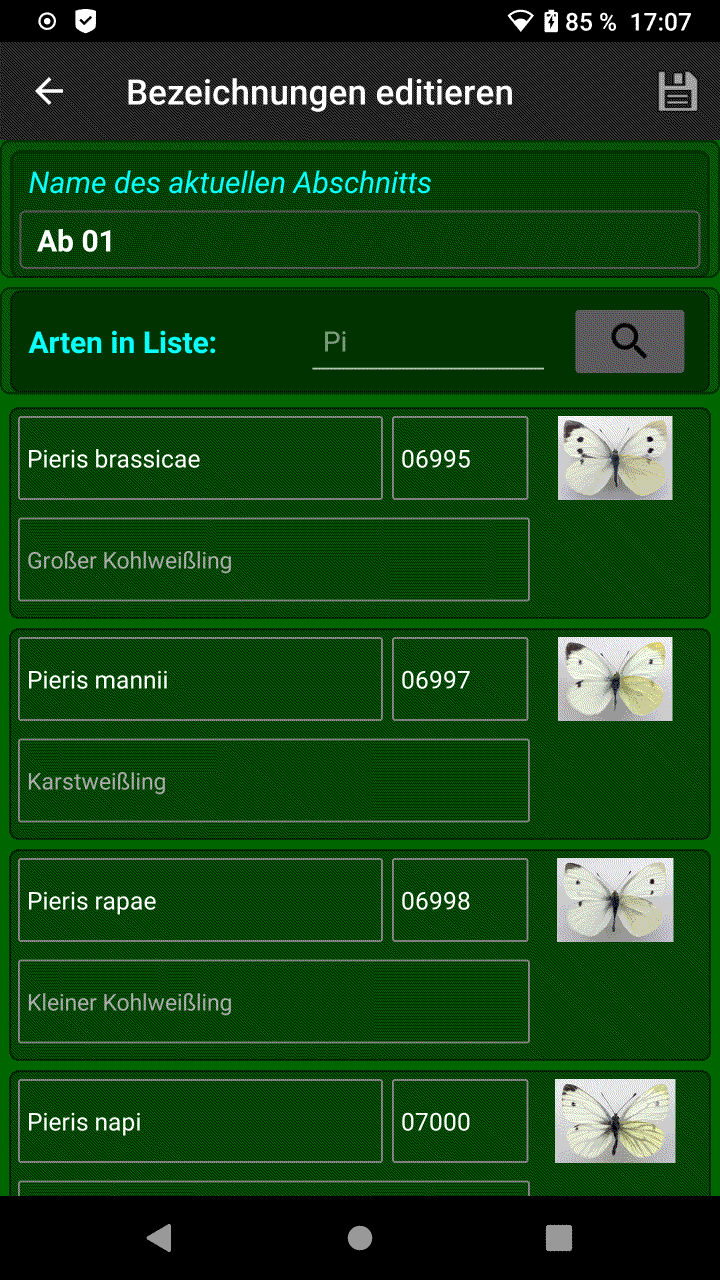 85 % 17:07
Bezeichnungen editieren
Name des aktuellen Abschnitts
Ab 01
Arten in Liste: Pi
Pieris brassicae 06995
Großer Kohlweißling
Pieris mannii 06997
Karstweißling
Pieris rapae 06998
Kleiner Kohlweißling
Pieris napi 07000